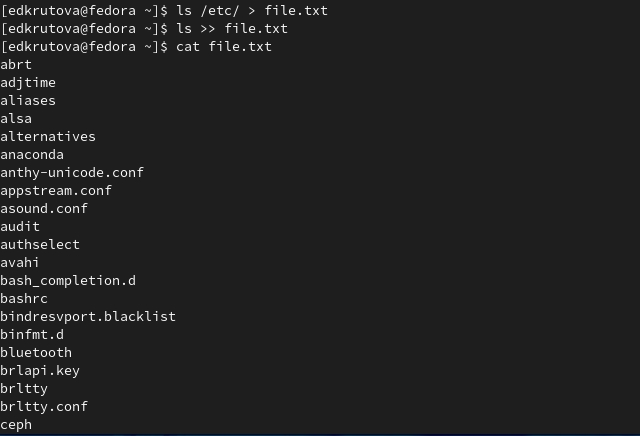 [edkrutova@fedora ~]$ ls /etc/ > file.txt
[edkrutova@fedora ~]$ ls >> file.txt
[edkrutova@fedora ~]$ cat file.txt
abrt
adjtime
aliases
alsa
alternatives
anaconda
anthy-unicode.conf
appstream.conf
asound.conf
audit
authselect
avahi
bash_completion.d
bashrc
bindresvport.blacklist
binfmt.d
bluetooth
brlapi.key
brltty
brltty.conf
ceph